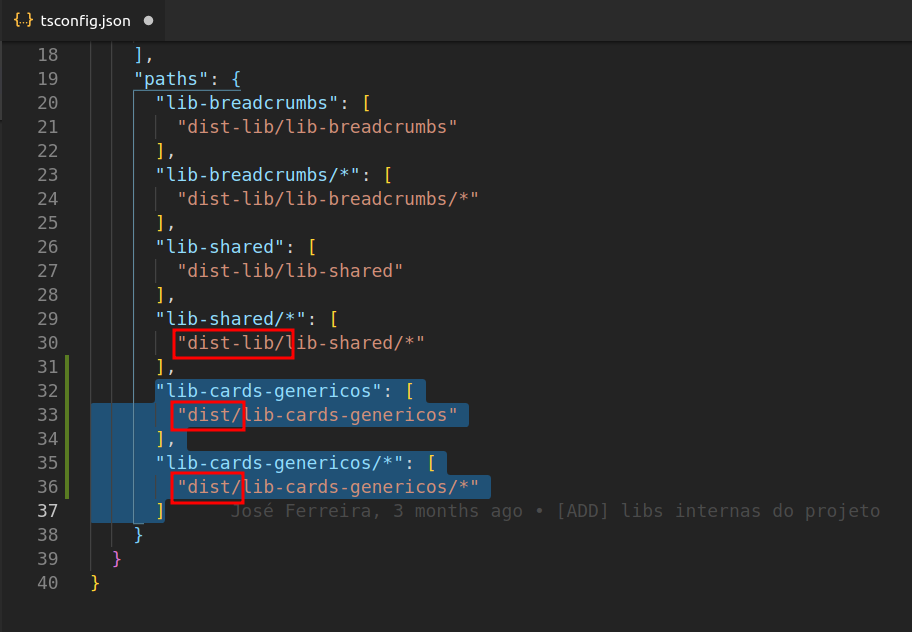 {..} tsconfig.json ●
18 ],
19 "paths": {
20 "lib-breadcrumbs": [
21 "dist-lib/lib-breadcrumbs"
22 ],
23 "lib-breadcrumbs/*": [
24 "dist-lib/lib-breadcrumbs/*"
25 ],
26 "lib-shared": [
27 "dist-lib/lib-shared"
28 ],
29 "lib-shared/*": [
30 "dist-lib/lib-shared/*"
31 ],
32 "lib-cards-genericos": [
33 "dist/lib-cards-genericos"
34 ],
35 "lib-cards-genericos/*": [
36 "dist/lib-cards-genericos/*"
37 ] José Ferreira, 3 months ago • [ADD] libs internas do projeto
38 }
39 }
40 }